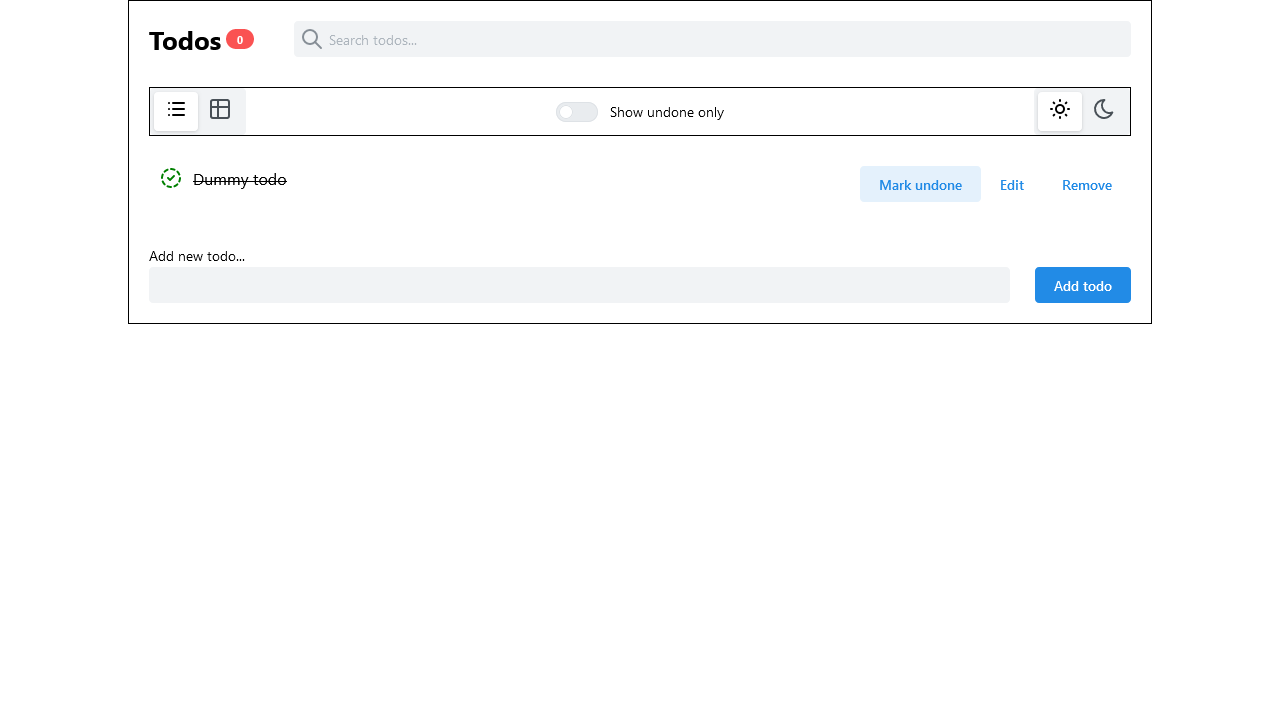 Todos 0 Search todos...
Show undone only
Dummy todo Mark undone Edit Remove
Add new todo...
Add todo